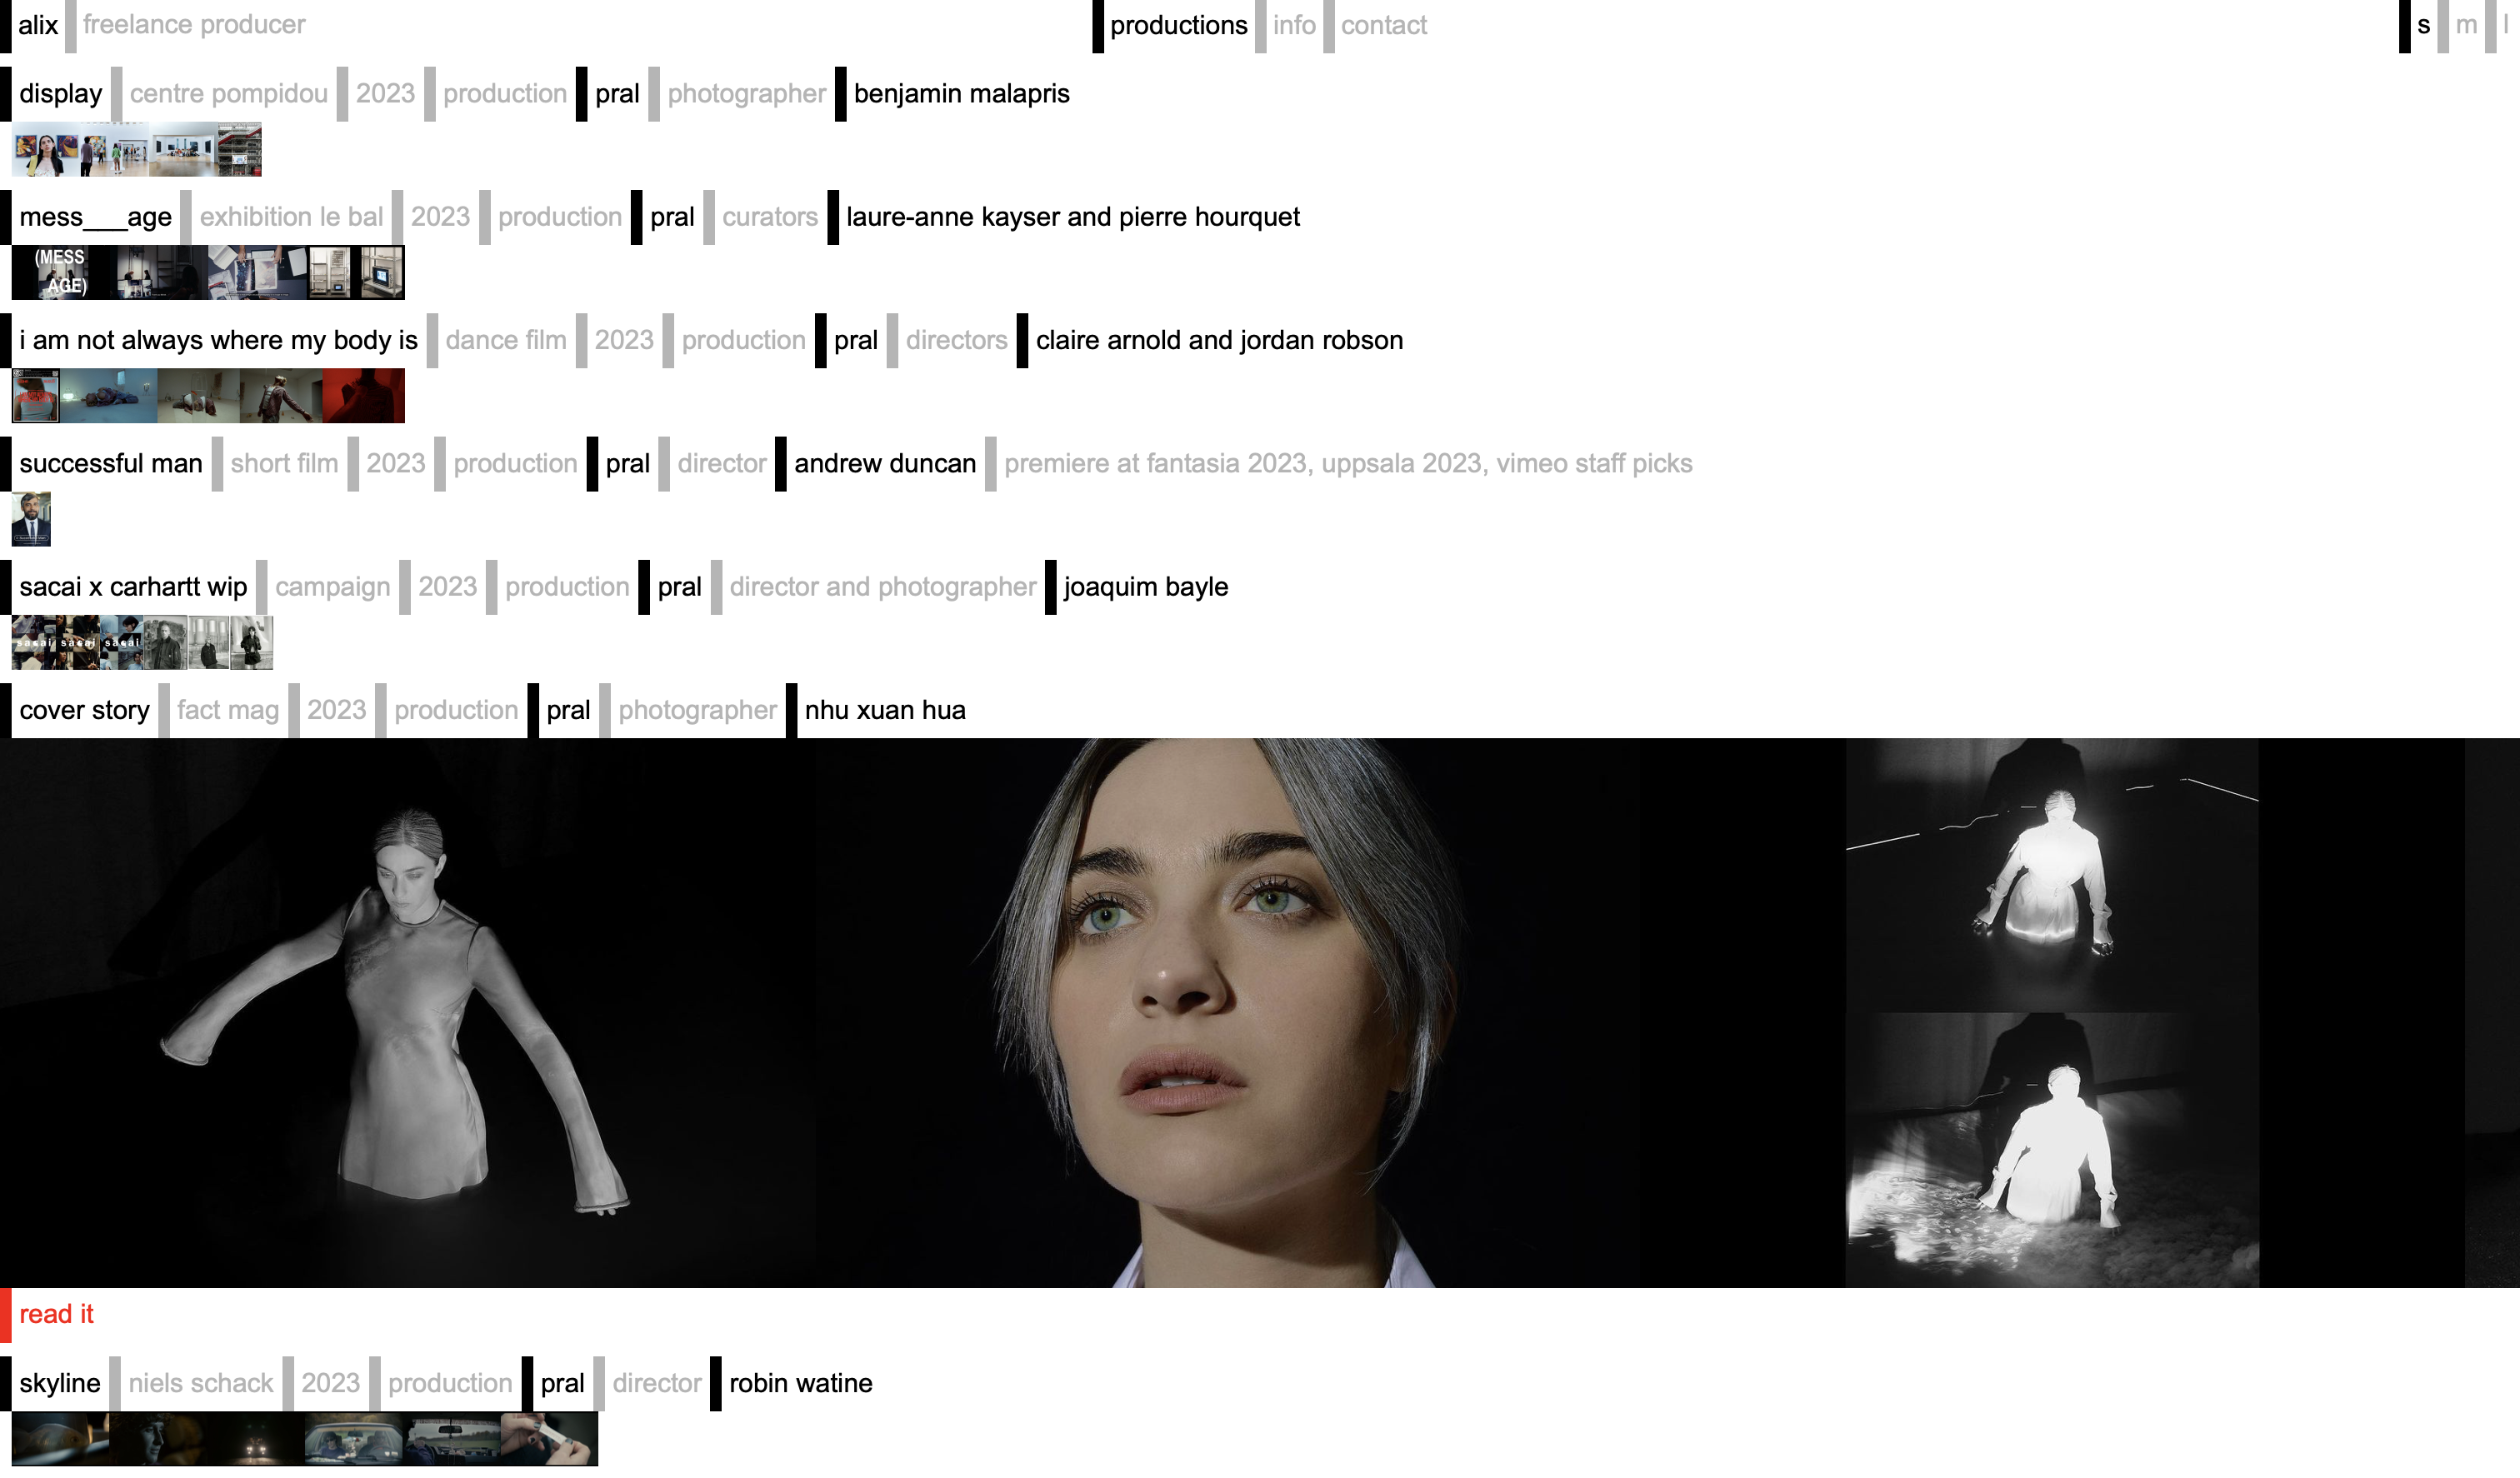 alix freelance producer productions info contact s m l
display centre pompidou 2023 production pral photographer benjamin malapris
mess___age exhibition le bal 2023 production pral curators laure-anne kayser and pierre hourquet
(MESS
AGE)
i am not always where my body is dance film 2023 production pral directors claire arnold and jordan robson
successful man short film 2023 production pral director andrew duncan premiere at fantasia 2023, uppsala 2023, vimeo staff picks
sacai x carhartt wip campaign 2023 production pral director and photographer joaquim bayle
sacai sacai sacai
cover story fact mag 2023 production pral photographer nhu xuan hua
read it
skyline niels schack 2023 production pral director robin watine